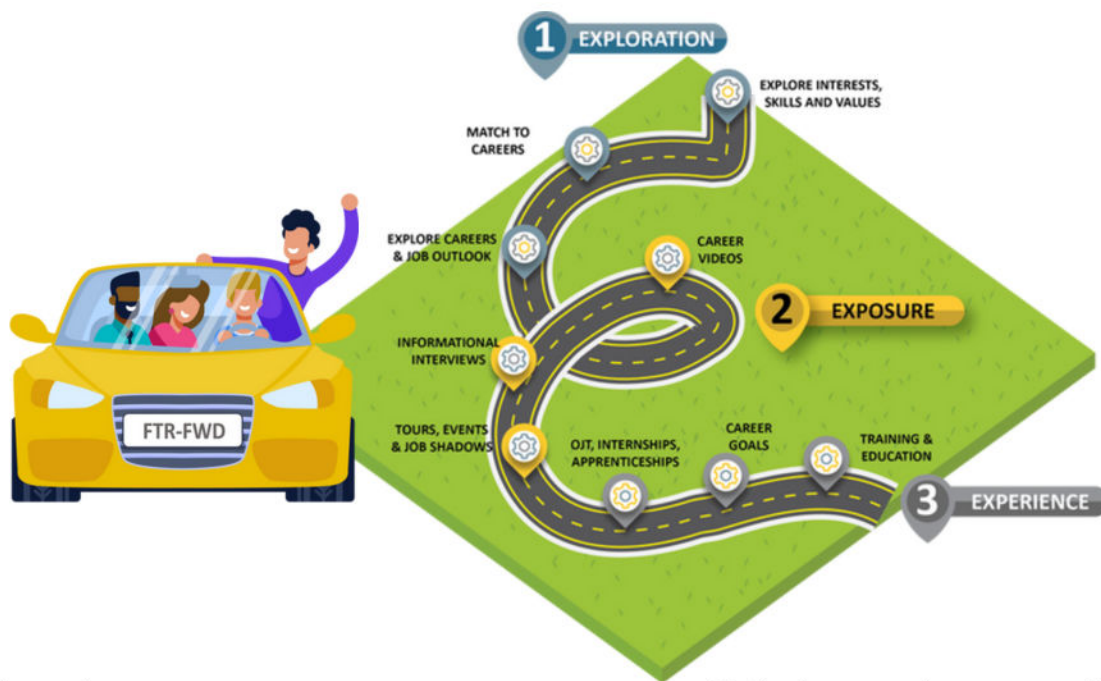 1 EXPLORATION
EXPLORE INTERESTS,
SKILLS AND VALUES
MATCH TO
CAREERS
EXPLORE CAREERS
& JOB OUTLOOK
CAREER
VIDEOS
2 EXPOSURE
INFORMATIONAL
INTERVIEWS
TOURS, EVENTS
& JOB SHADOWS
OJT, INTERNSHIPS,
APPRENTICESHIPS
CAREER
GOALS
TRAINING &
EDUCATION
3 EXPERIENCE
FTR-FWD